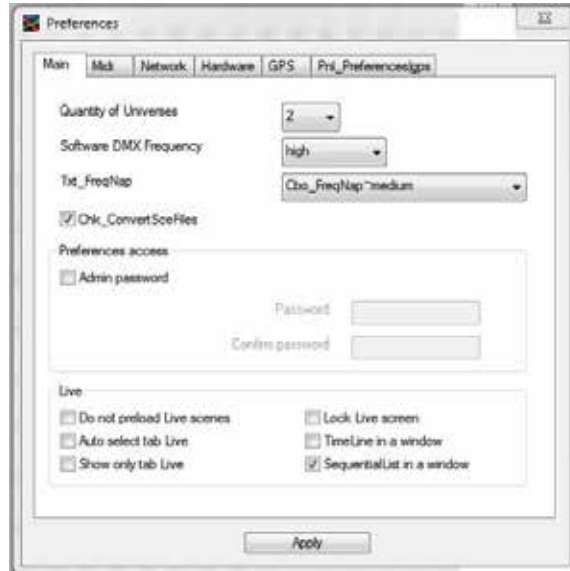 Preferences
Main Midi Network Hardware GPS Pnl_Preferences|gps
Quantity of Universes 2
Software DMX Frequency high
Txt_FreqNap Cbo_FreqNap~medium
Chk_ConvertSceFiles
Preferences access
Admin password
Password
Confirm password
Live
Do not preload Live scenes Lock Live screen
Auto select tab Live TimeLine in a window
Show only tab Live SequentialList in a window
Apply